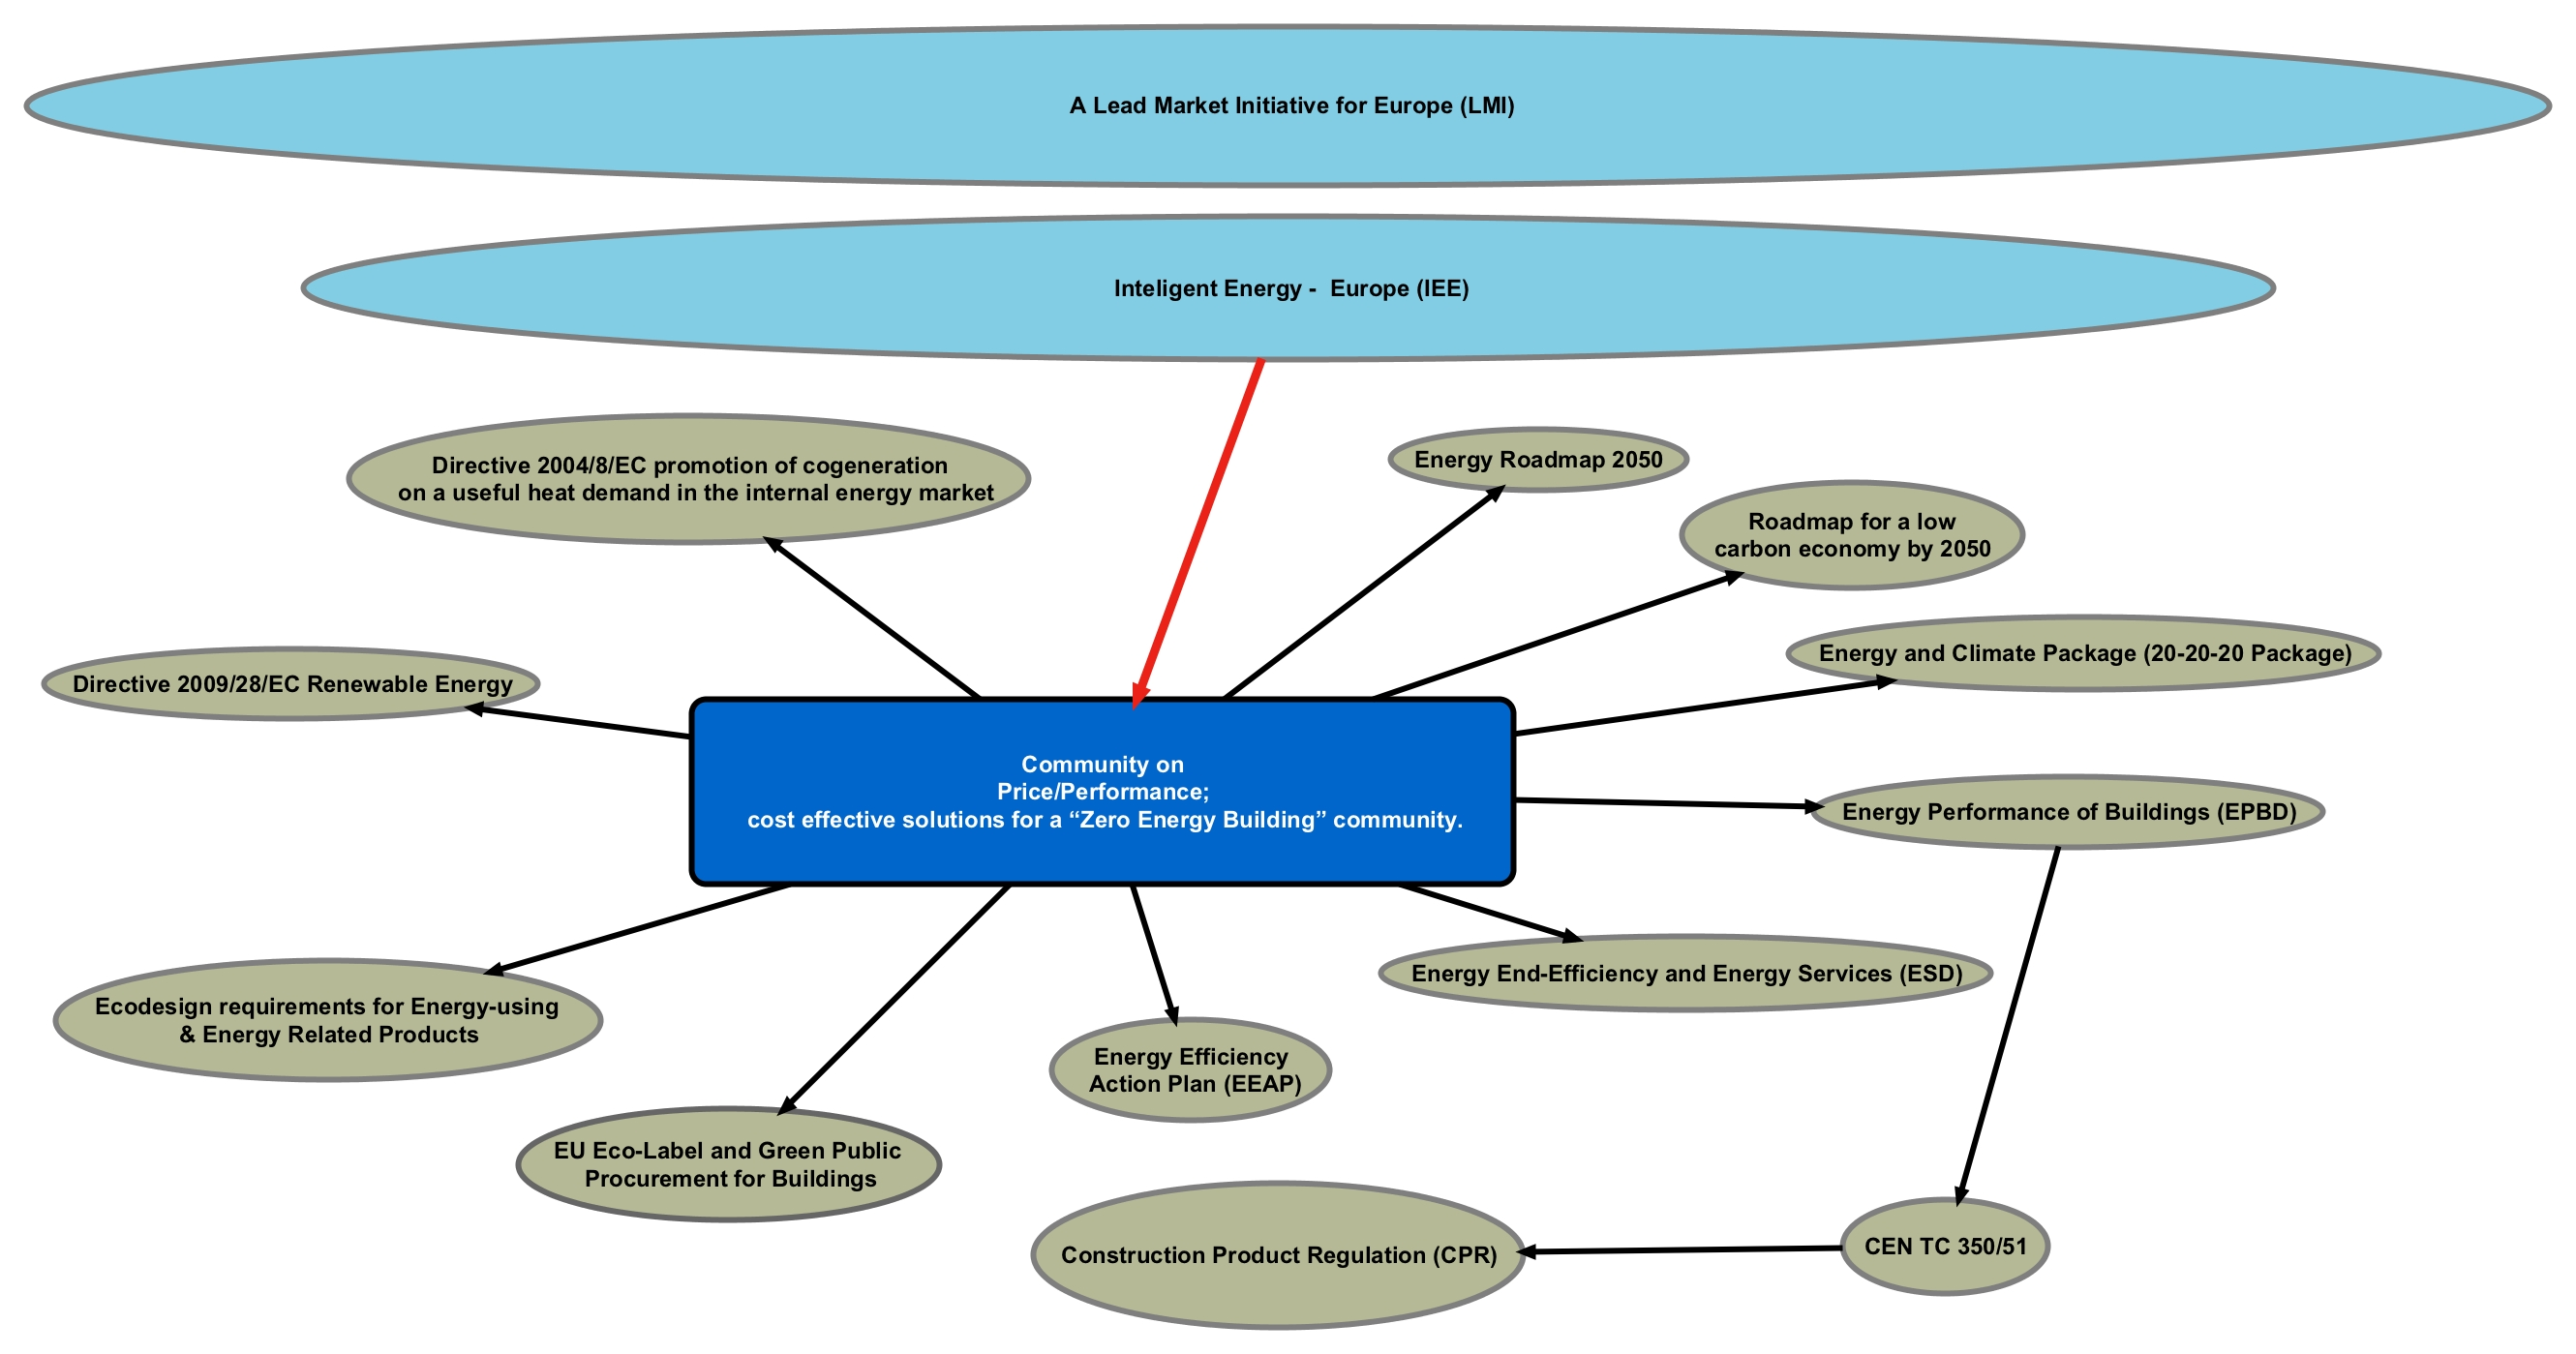 A Lead Market Initiative for Europe (LMI)
Inteligent Energy -  Europe (IEE)
Directive 2004/8/EC promotion of cogeneration
on a useful heat demand in the internal energy market
Energy Roadmap 2050
Roadmap for a low
carbon economy by 2050
Energy and Climate Package (20-20-20 Package)
Directive 2009/28/EC Renewable Energy
Community on
Price/Performance;
cost effective solutions for a “Zero Energy Building” community.
Energy Performance of Buildings (EPBD)
Energy End-Efficiency and Energy Services (ESD)
Ecodesign requirements for Energy-using
& Energy Related Products
Energy Efficiency
Action Plan (EEAP)
EU Eco-Label and Green Public
Procurement for Buildings
Construction Product Regulation (CPR)
CEN TC 350/51